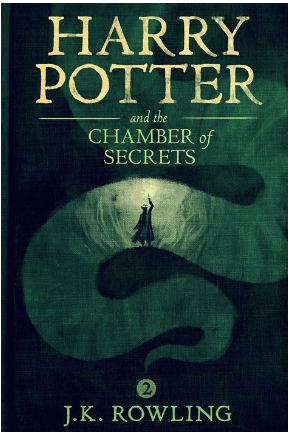 HARRY
POTTER
and the
CHAMBER of
SECRETS
2
J.K. ROWLING